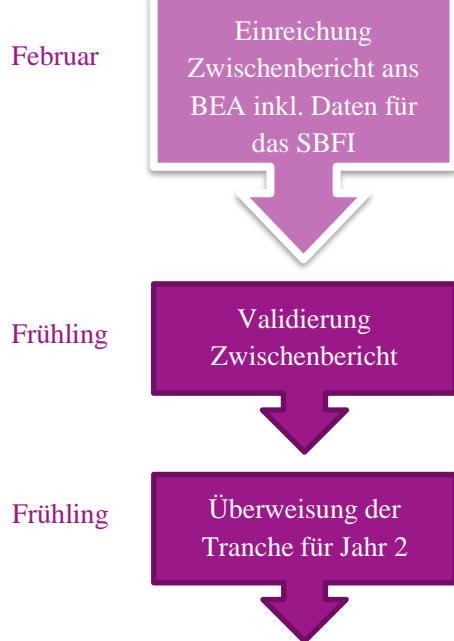 Februar
Einreichung
Zwischenbericht ans
BEA inkl. Daten für
das SBFI
Frühling
Validierung
Zwischenbericht
Frühling
Überweisung der
Tranche für Jahr 2